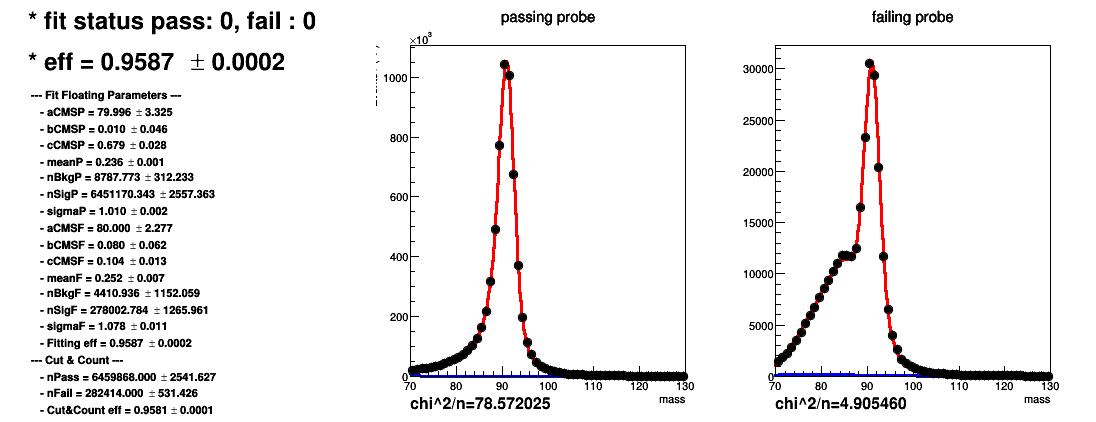 * fit status pass: 0, fail : 0
* eff = 0.9587 ± 0.0002
--- Fit Floating Parameters ---
- aCMSP = 79.996 ± 3.325
- bCMSP = 0.010 ± 0.046
- cCMSP = 0.679 ± 0.028
- meanP = 0.236 ± 0.001
- nBkgP = 8787.773 ± 312.233
- nSigP = 6451170.343 ± 2557.363
- sigmaP = 1.010 ± 0.002
- aCMSF = 80.000 ± 2.277
- bCMSF = 0.080 ± 0.062
- cCMSF = 0.104 ± 0.013
- meanF = 0.252 ± 0.007
- nBkgF = 4410.936 ± 1152.059
- nSigF = 278002.784 ± 1265.961
- sigmaF = 1.078 ± 0.011
- Fitting eff = 0.9587 ± 0.0002
--- Cut & Count ---
- nPass = 6459868.000 ± 2541.627
- nFail = 282414.000 ± 531.426
- Cut&Count eff = 0.9581 ± 0.0001
passing probe
×10³
1000
800
600
400
200
0
70 80 90 100 110 120 130
mass
chi^2/n=78.572025
failing probe
30000
25000
20000
15000
10000
5000
0
70 80 90 100 110 120 130
mass
chi^2/n=4.905460